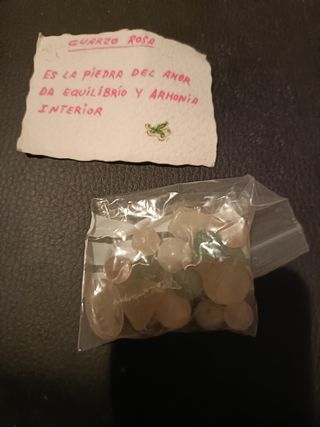 CUARZO ROSA
ES LA PIEDRA DEL AMOR
DA EQUILIBRIO Y ARMONIA
INTERIOR